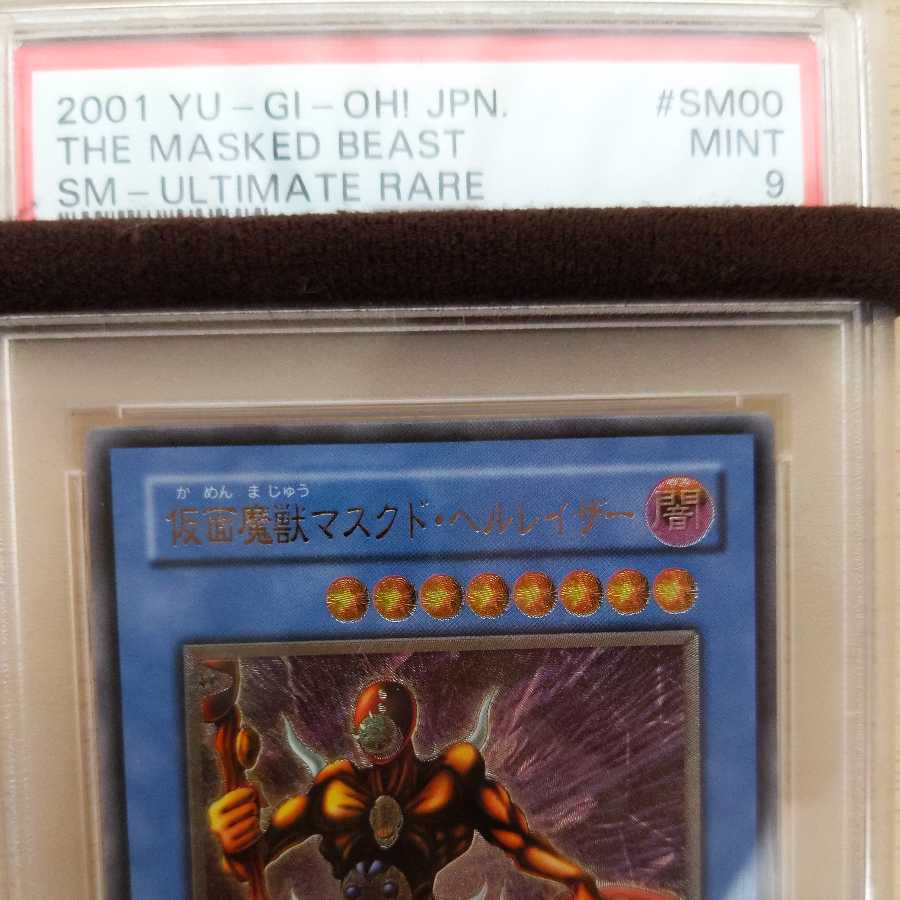 2001 YU-GI-OH! JPN. #SM00
THE MASKED BEAST MINT
SM-ULTIMATE RARE 9
か めん ま じゅう
仮面魔獣マスクド・ヘルレイザー 闇